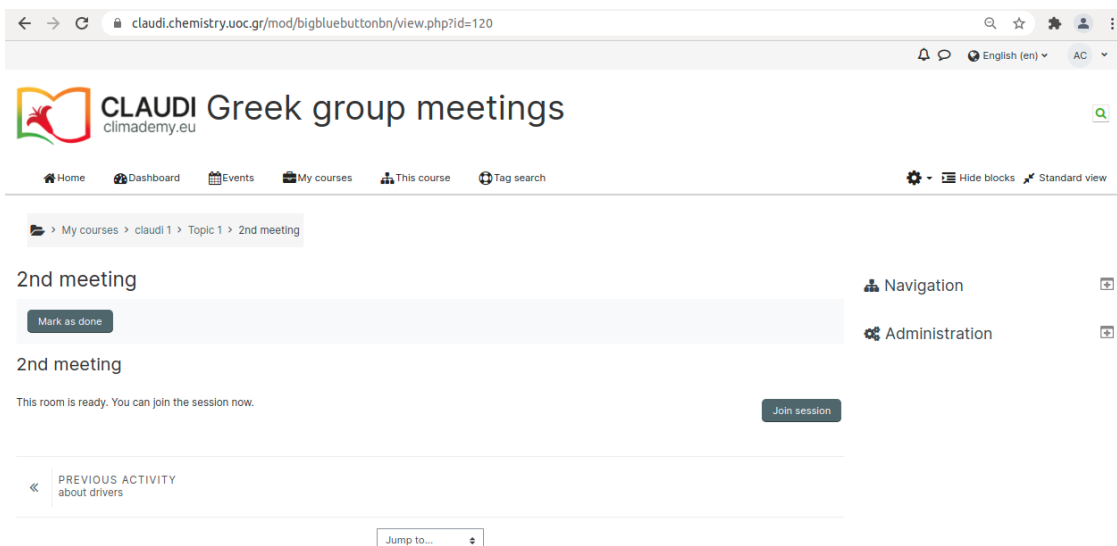 claudi.chemistry.uoc.gr/mod/bigbluebuttonbn/view.php?id=120
English (en)
AC
CLAUDI
climademy.eu
Greek group meetings
Home Dashboard Events My courses This course Tag search
Hide blocks Standard view
My courses > claudi 1 > Topic 1 > 2nd meeting
2nd meeting
Mark as done
2nd meeting
This room is ready. You can join the session now.
Join session
PREVIOUS ACTIVITY
about drivers
Jump to...
Navigation
Administration